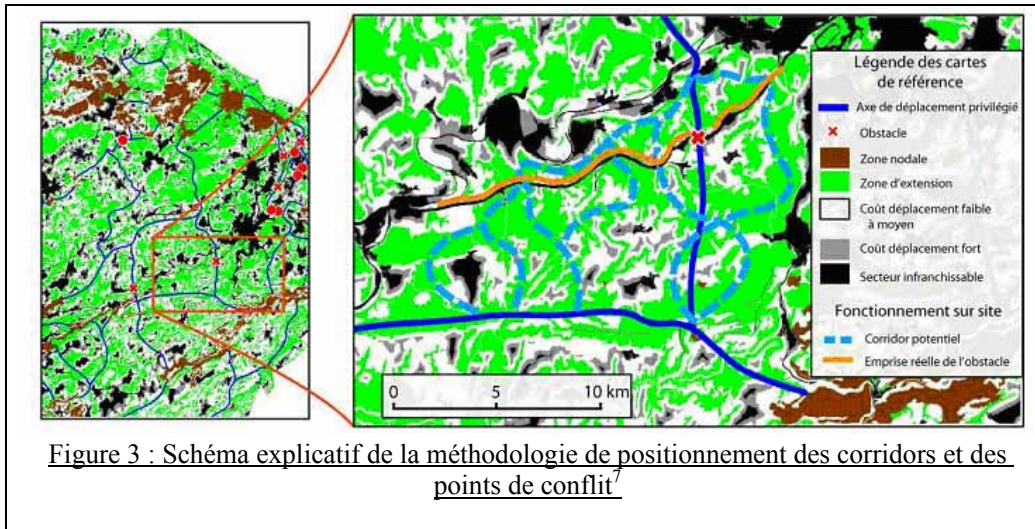 Légende des cartes
de référence
Axe de déplacement privilégié
Obstacle
Zone nodale
Zone d'extension
Coût déplacement faible
à moyen
Coût déplacement fort
Secteur infranchissable
Fonctionnement sur site
Corridor potentiel
Emprise réelle de l'obstacle
0 5 10 km
Figure 3 : Schéma explicatif de la méthodologie de positionnement des corridors et des
points de conflit7